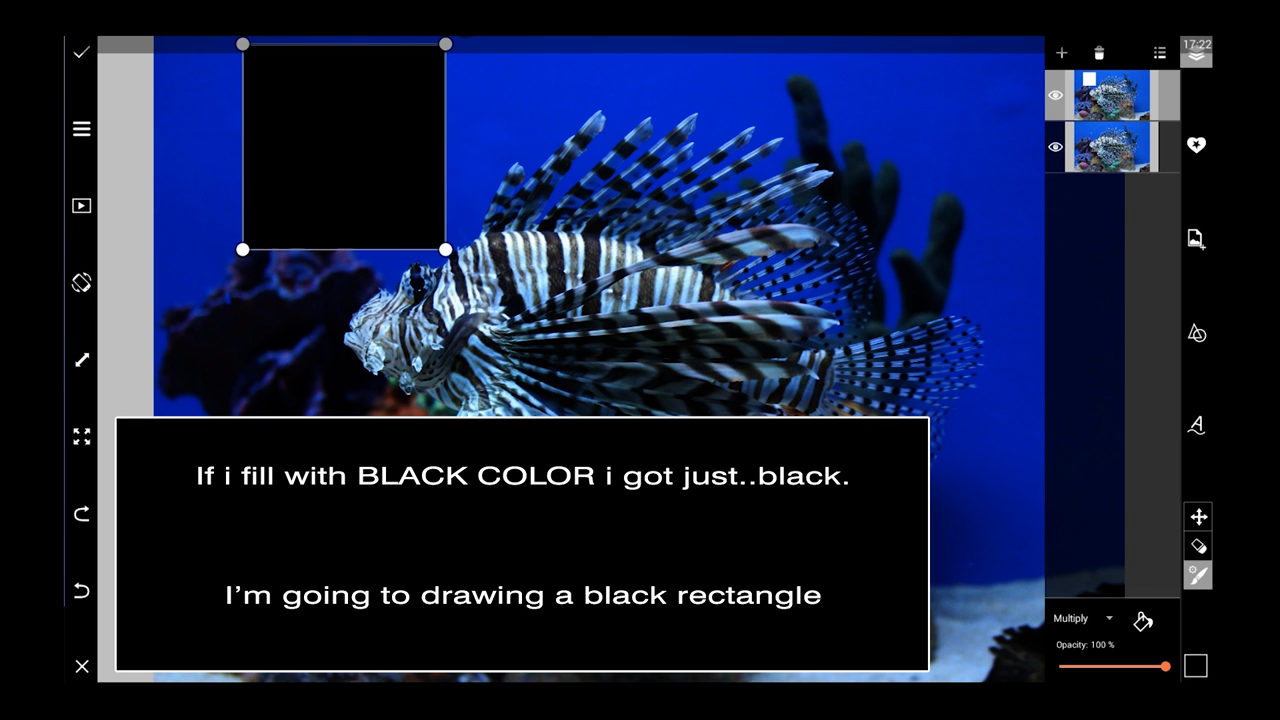 17:22
If i fill with BLACK COLOR i got just..black.
I'm going to drawing a black rectangle
Multiply
Opacity: 100 %